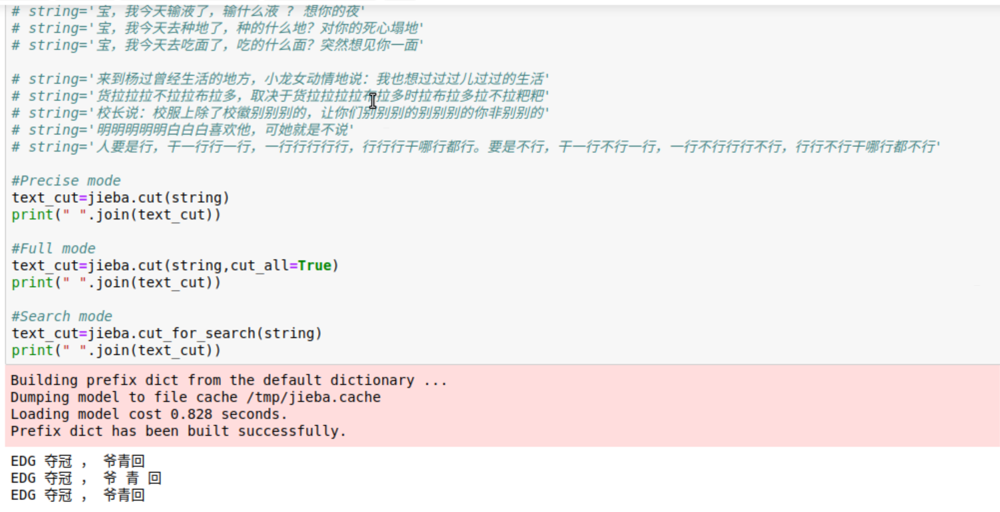 # string='宝，我今天输液了，输什么液 ? 想你的夜'
# string='宝，我今天去种地了，种的什么地？对你的死心塌地'
# string='宝，我今天去吃面了，吃的什么面？突然想见你一面'
# string='来到杨过曾经生活的地方，小龙女动情地说：我也想过过过儿过过的生活'
# string='货拉拉拉不拉拉布拉多，取决于货拉拉拉拉布拉多时拉布拉多拉不拉粑粑'
# string='校长说：校服上除了校徽别别别的，让你们别别别的别别别的你非别别的'
# string='明明明明明白白白喜欢他，可她就是不说'
# string='人要是行，干一行行一行，一行行行行行，行行行干哪行都行。要是不行，干一行不行一行，一行不行行行不行，行行不行干哪行都不行'
#Precise mode
text_cut=jieba.cut(string)
print(" ".join(text_cut))
#Full mode
text_cut=jieba.cut(string,cut_all=True)
print(" ".join(text_cut))
#Search mode
text_cut=jieba.cut_for_search(string)
print(" ".join(text_cut))
Building prefix dict from the default dictionary ...
Dumping model to file cache /tmp/jieba.cache
Loading model cost 0.828 seconds.
Prefix dict has been built successfully.
EDG 夺冠 ， 爷青回
EDG 夺冠 ， 爷 青 回
EDG 夺冠 ， 爷青回